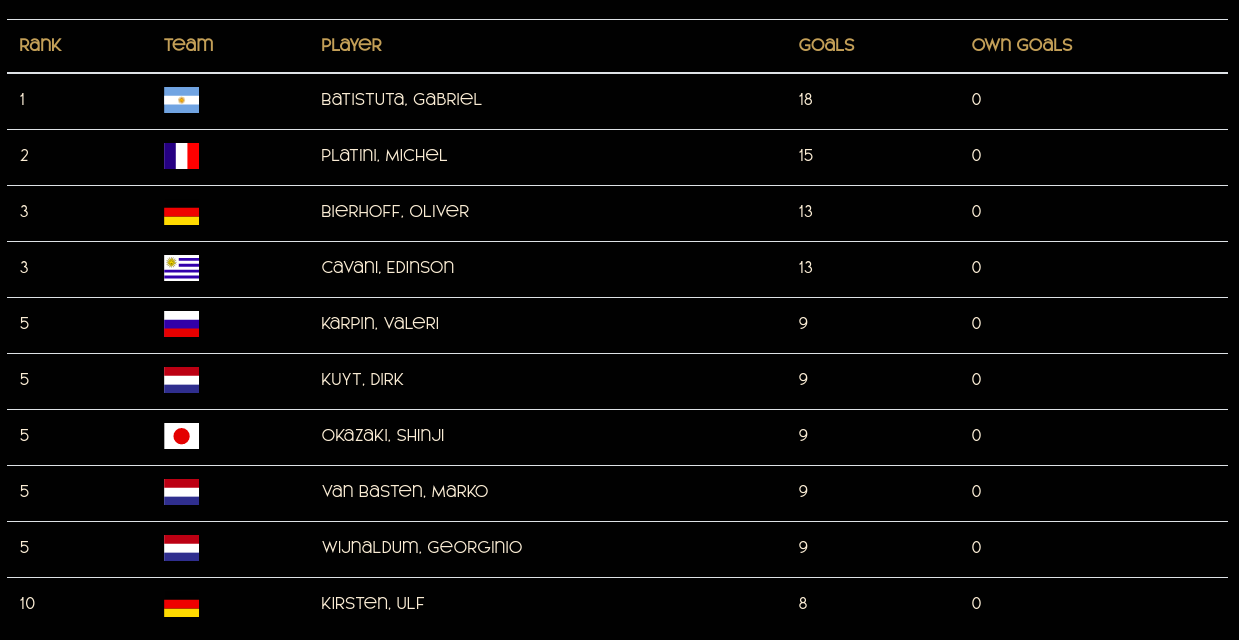 Rank Team Player Goals Own Goals
1 Batistuta, Gabriel 18 0
2 Platini, Michel 15 0
3 Bierhoff, Oliver 13 0
3 Cavani, Edinson 13 0
5 Karpin, Valeri 9 0
5 Kuyt, Dirk 9 0
5 Okazaki, Shinji 9 0
5 Van Basten, Marko 9 0
5 Wijnaldum, Georginio 9 0
10 Kirsten, Ulf 8 0